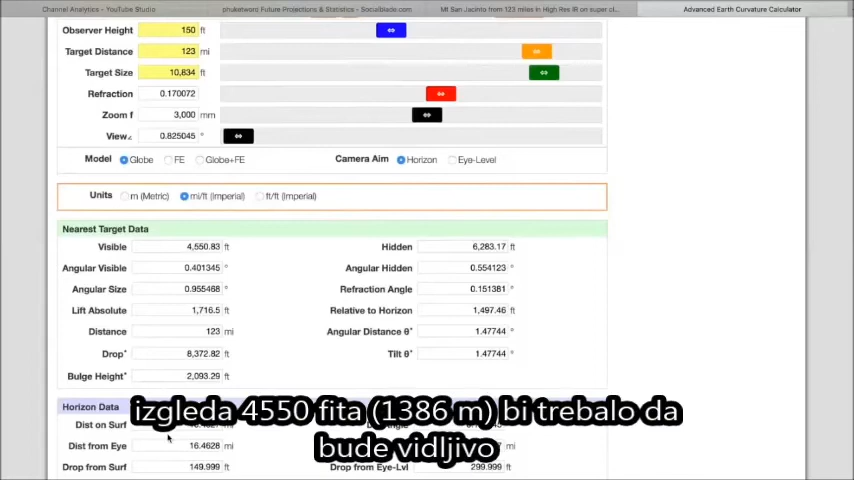 Channel Analytics - YouTube Studio phuketword Future Projections & Statistics - Socialblade.com Mt San Jacinto from 123 miles in High Res IR on super cl... Advanced Earth Curvature Calculator
Observer Height 150 ft
Target Distance 123 mi
Target Size 10,834 ft
Refraction 0.170072
Zoom f 3,000 mm
View∠ 0.825045 °
Model Globe FE Globe+FE Camera Aim Horizon Eye-Level
Units m (Metric) mi/ft (Imperial) ft/ft (Imperial)
Nearest Target Data
Visible 4,550.83 ft Hidden 6,283.17 ft
Angular Visible 0.401345 ° Angular Hidden 0.554123 °
Angular Size 0.955468 ° Refraction Angle 0.151381 °
Lift Absolute 1,716.5 ft Relative to Horizon 1,497.46 ft
Distance 123 mi Angular Distance θ* 1.47744 °
Drop* 8,372.82 ft Tilt θ* 1.47744 °
Bulge Height* 2,093.29 ft
izgleda 4550 fita (1386 m) bi trebalo da
bude vidljivo
Horizon Data
Dist on Surf
Dist from Eye 16.4628 mi
Drop from Surf 149.999 ft Drop from Eye-Lvl 299.999 ft